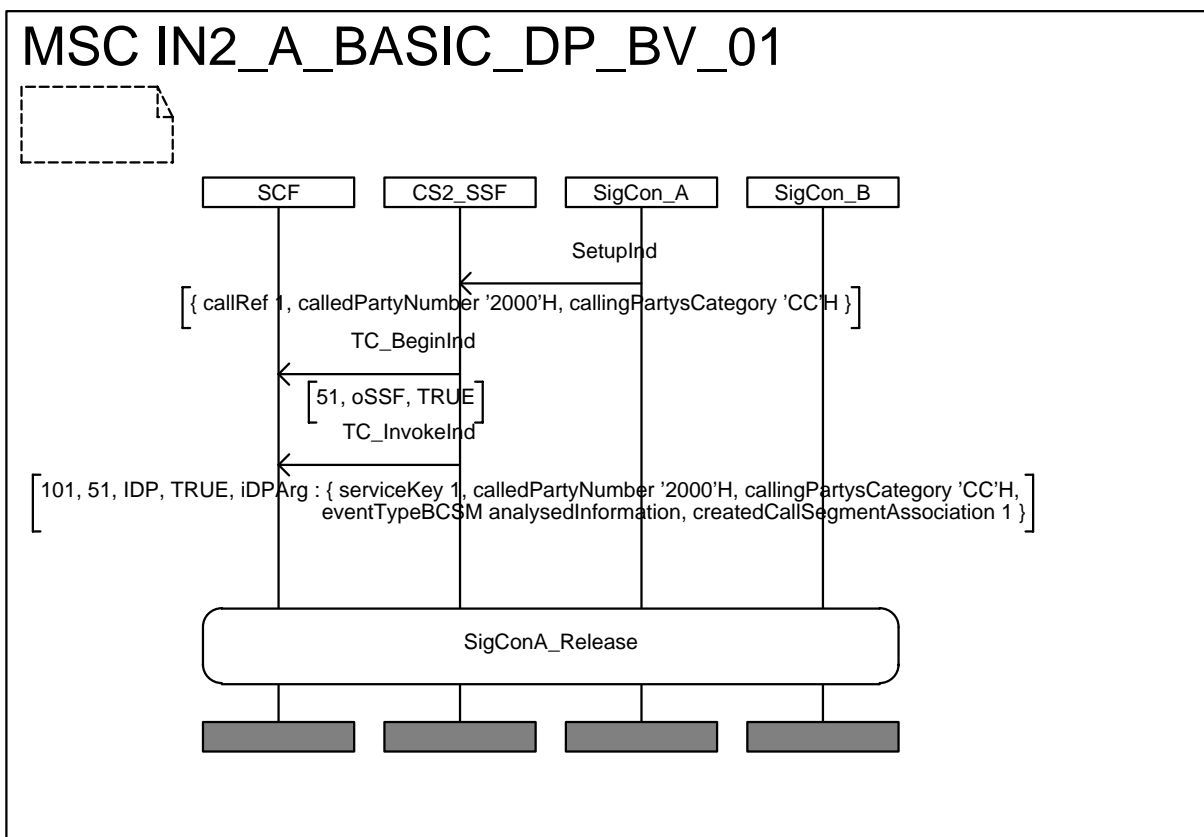 MSC IN2_A_BASIC_DP_BV_01
SCF
CS2_SSF
SigCon_A
SigCon_B
SetupInd
{ callRef 1, calledPartyNumber '2000'H, callingPartysCategory 'CC'H }
TC_BeginInd
51, oSSF, TRUE
TC_InvokeInd
101, 51, IDP, TRUE, iDPArg : { serviceKey 1, calledPartyNumber '2000'H, callingPartysCategory 'CC'H,
eventTypeBCSM analysedInformation, createdCallSegmentAssociation 1 }
SigConA_Release